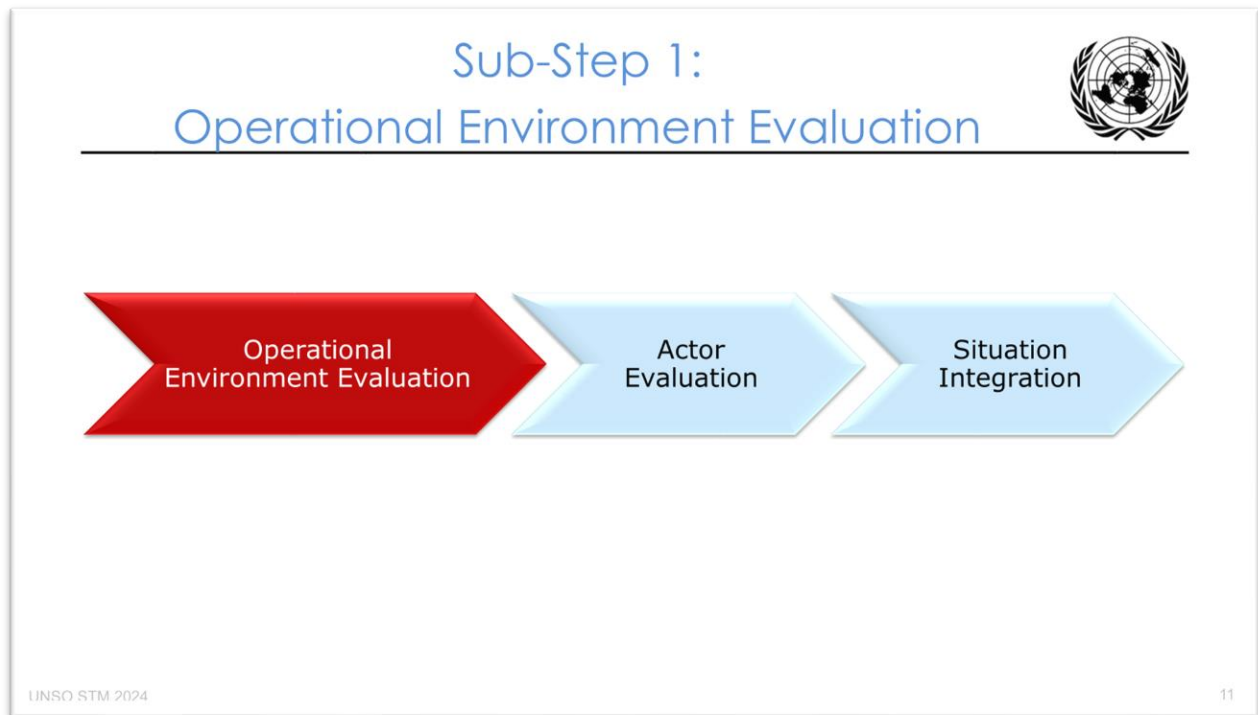 Sub-Step 1:
Operational Environment Evaluation
Operational
Environment Evaluation
Actor
Evaluation
Situation
Integration
UNSO STM 2024
11